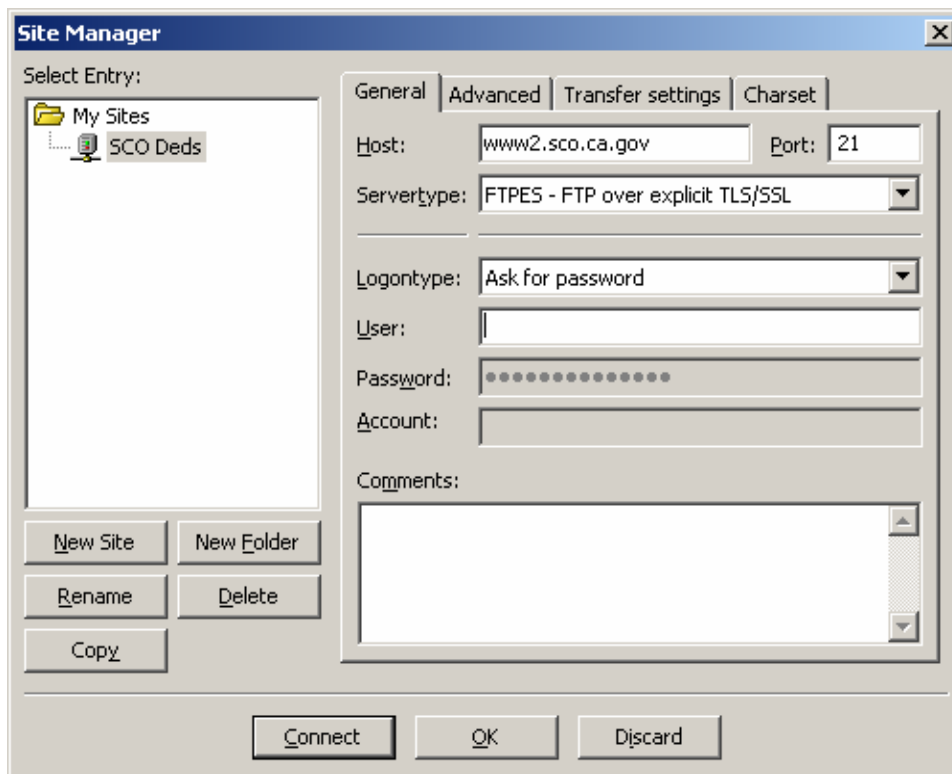 Site Manager
Select Entry:
My Sites
SCO Deds
New Site New Folder
Rename Delete
Copy
General Advanced Transfer settings Charset
Host: www2.sco.ca.gov Port: 21
Servertype: FTPES - FTP over explicit TLS/SSL
Logontype: Ask for password
User:
Password: ●●●●●●●●●●●●●●
Account:
Comments:
Connect OK Discard